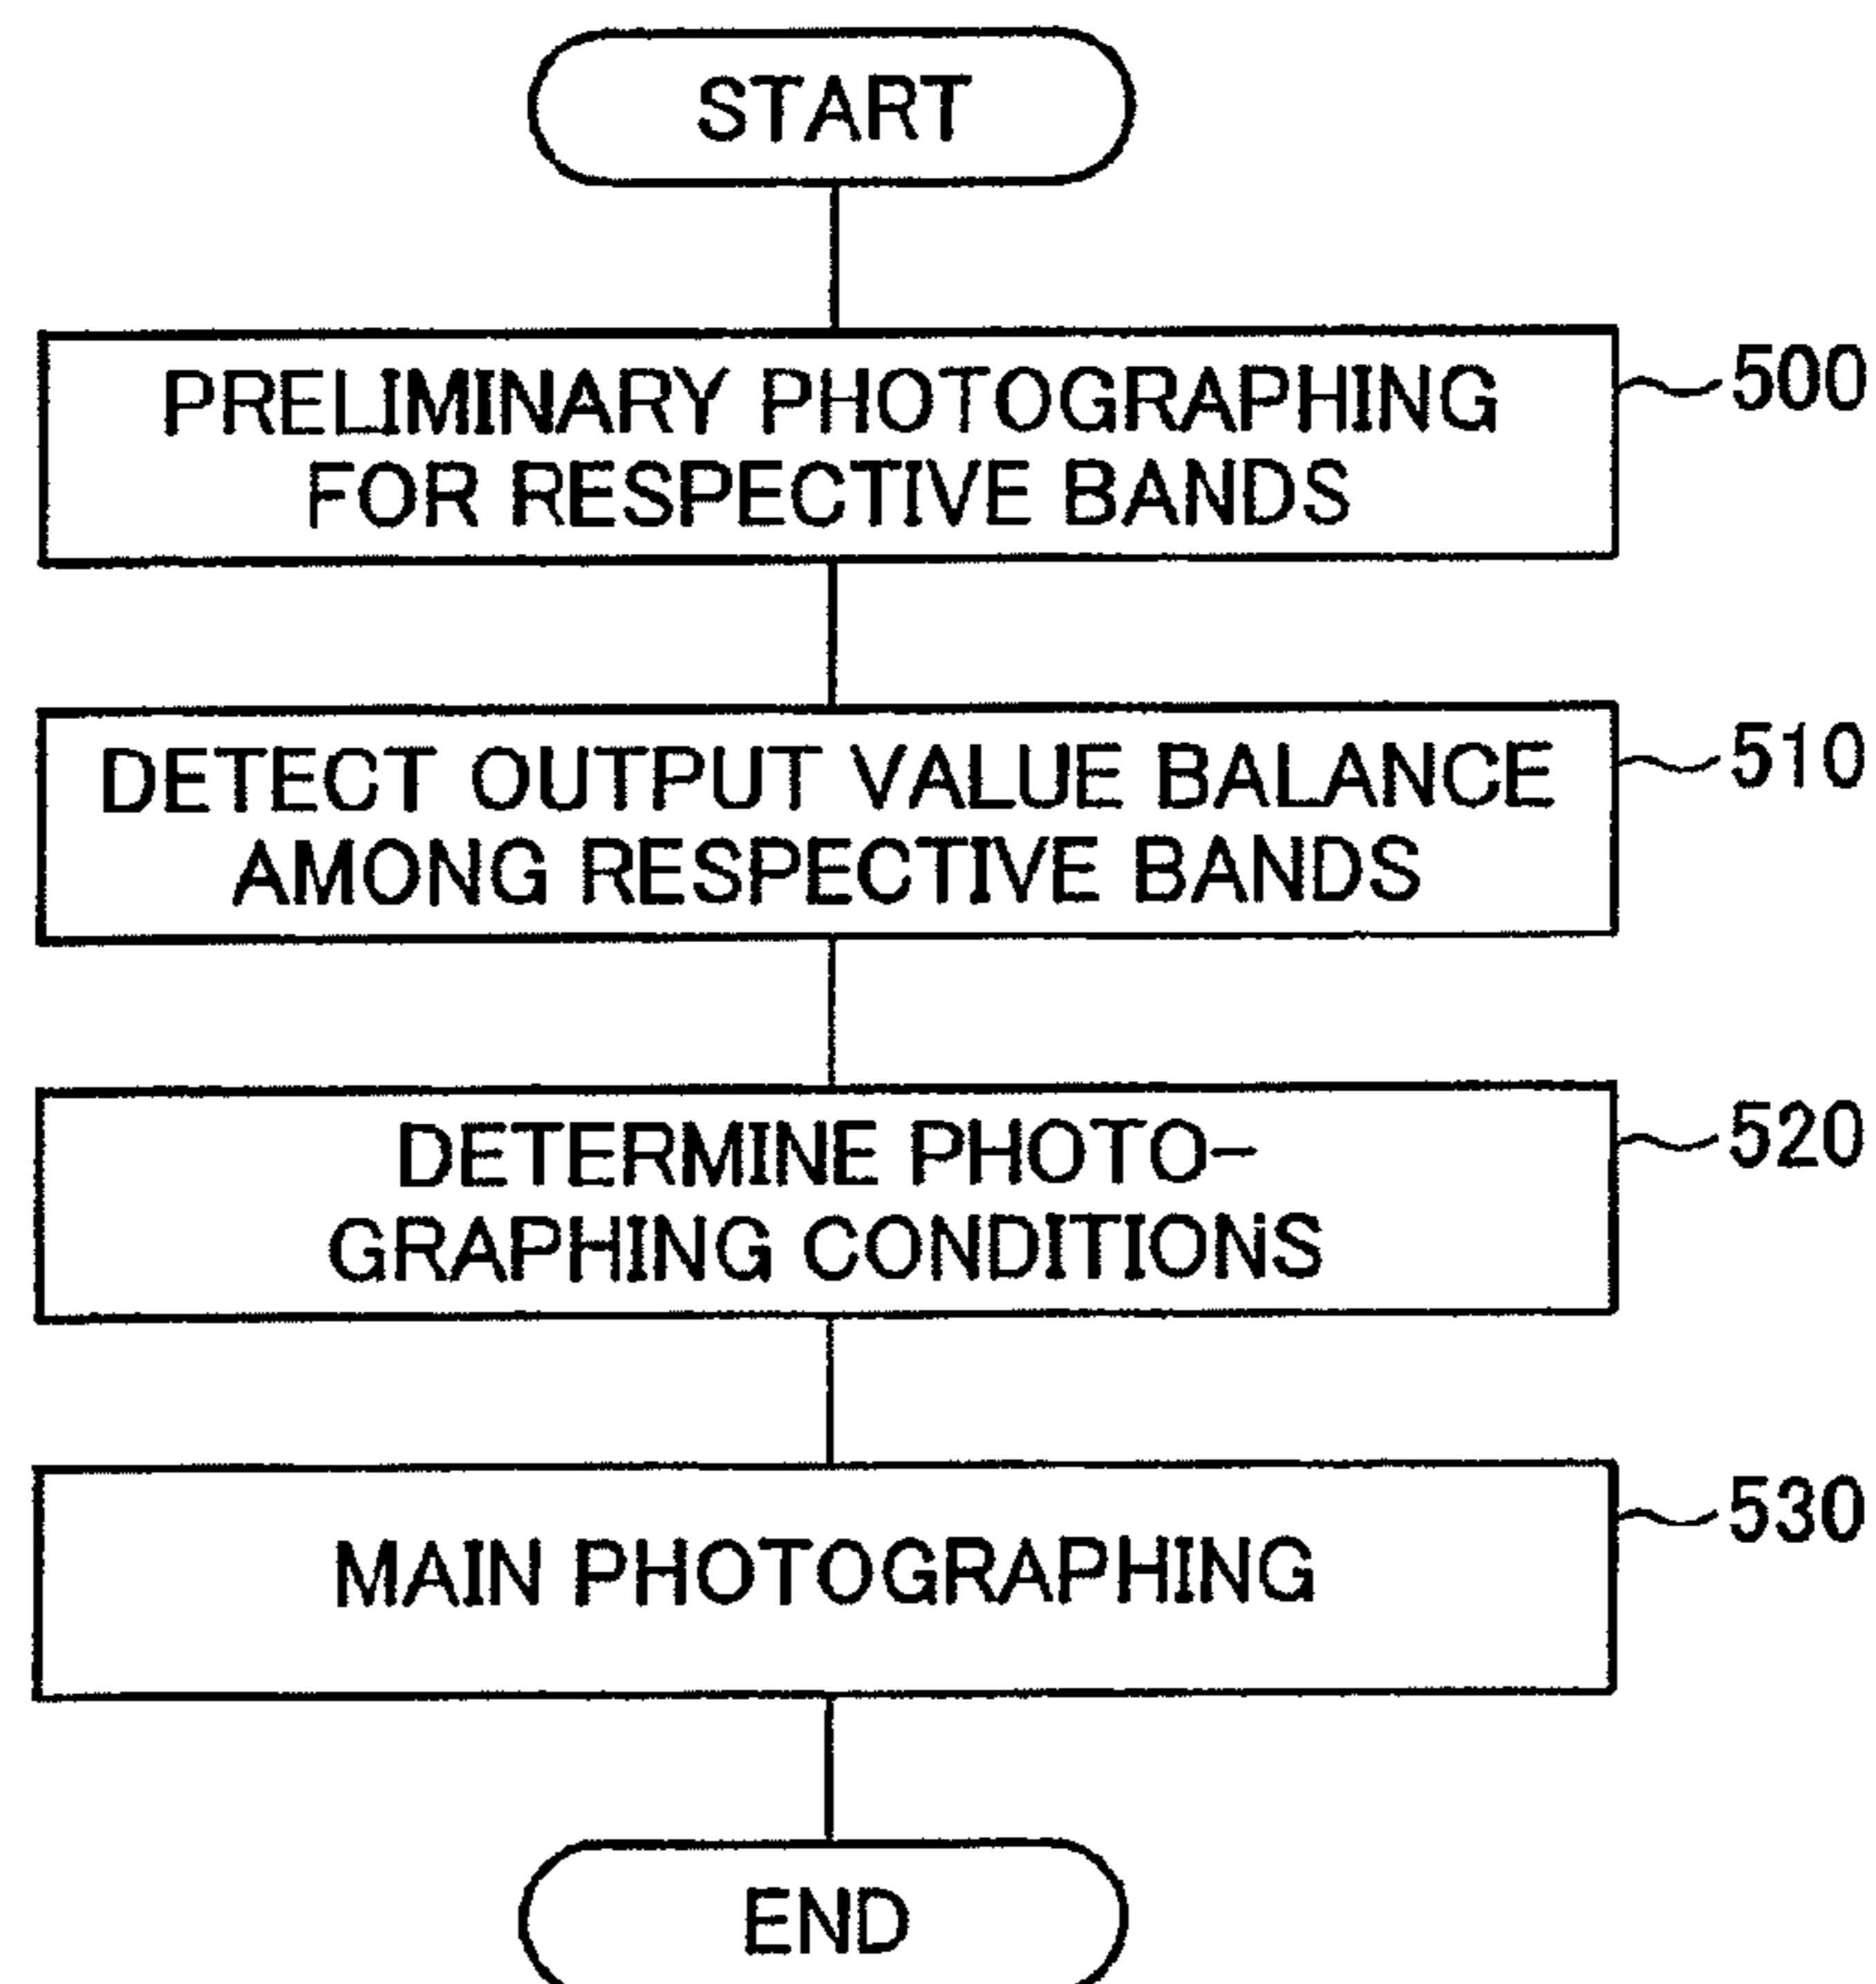 START
PRELIMINARY PHOTOGRAPHING
FOR RESPECTIVE BANDS
500
DETECT OUTPUT VALUE BALANCE
AMONG RESPECTIVE BANDS
510
DETERMINE PHOTO-
GRAPHING CONDITIONS
520
MAIN PHOTOGRAPHING
530
END